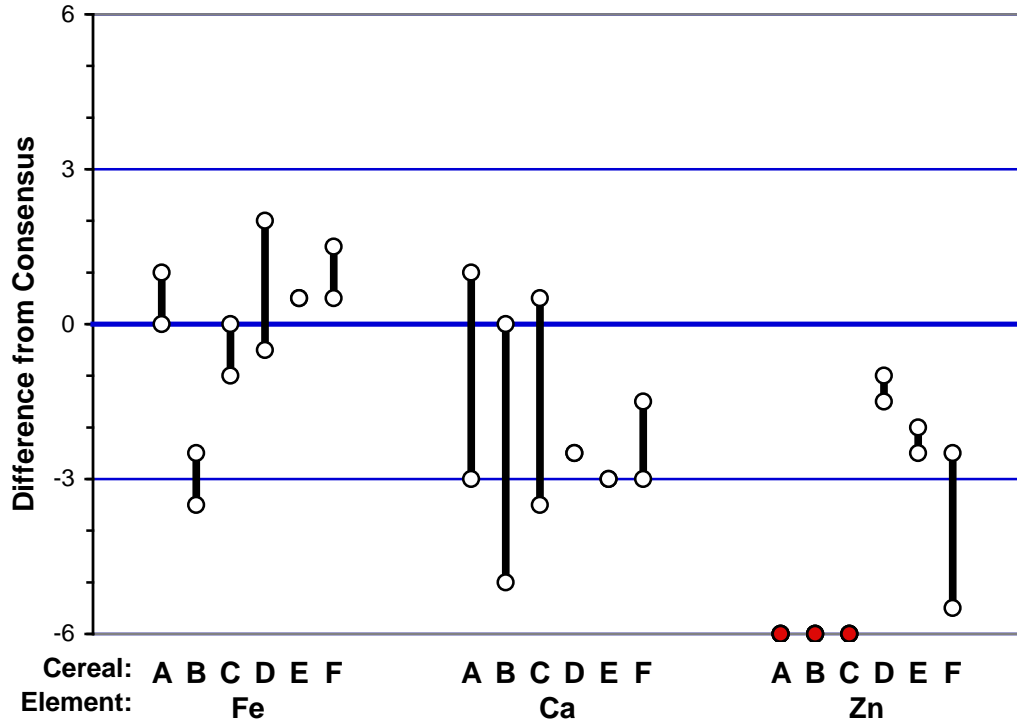 6
3
0
-3
-6
Difference from Consensus
Cereal: A B C D E F A B C D E F A B C D E F
Element: Fe Ca Zn